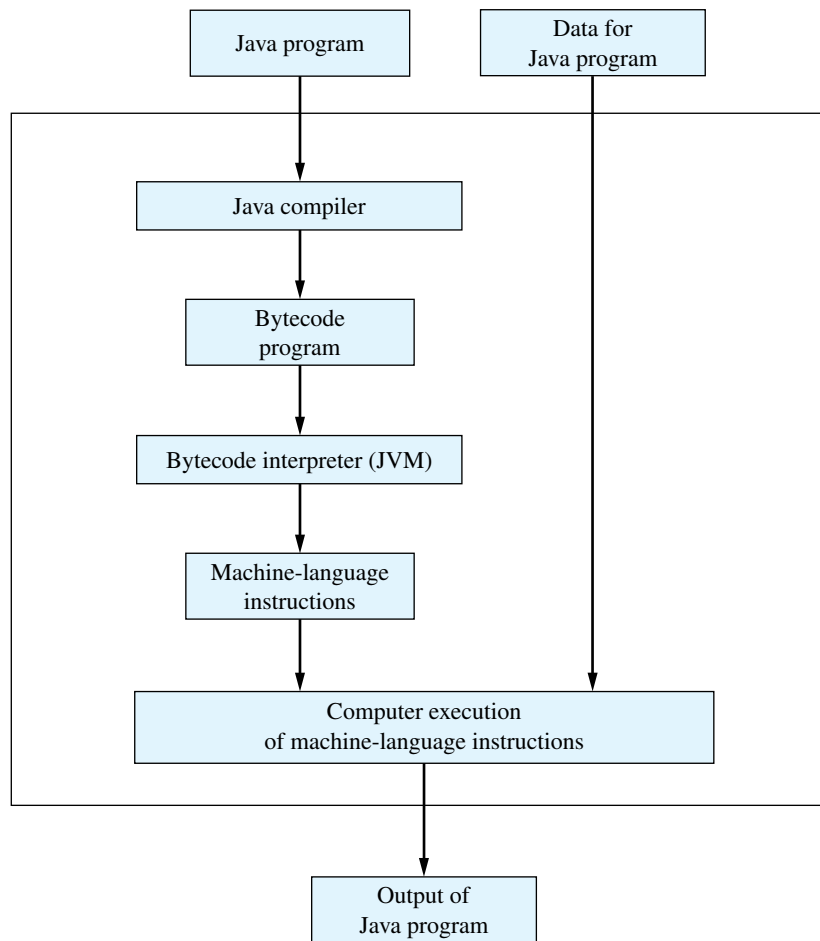 Java program
Data for
Java program
Java compiler
Bytecode
program
Bytecode interpreter (JVM)
Machine-language
instructions
Computer execution
of machine-language instructions
Output of
Java program